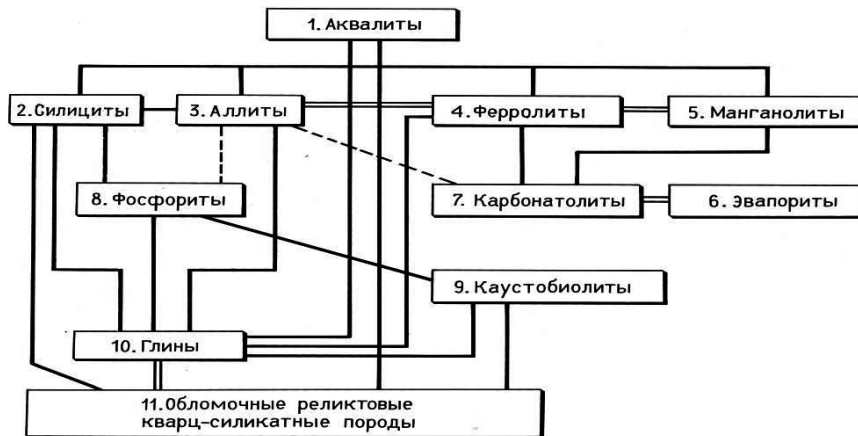 1. Аквалиты
2.Силициты
3. Аллиты
4. Ферролиты
5. Манганолиты
8. Фосфориты
7. Карбонатолиты
6. Эвапориты
9. Каустобиолиты
10. Глины
11.Обломочные реликтовые
кварц-силикатные породы